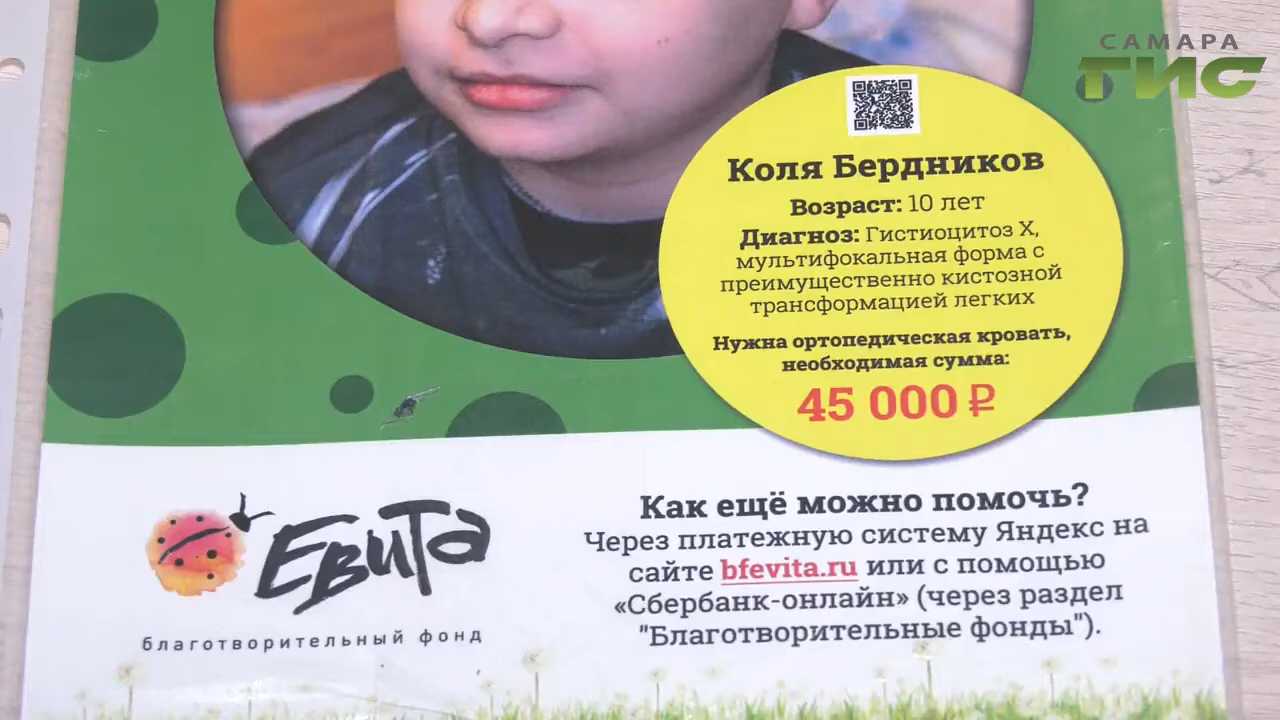 САМАРА
ГИС
Коля Бердников
Возраст: 10 лет
Диагноз: Гистиоцитоз Х,
мультифокальная форма с
преимущественно кистозной
трансформацией легких
Нужна ортопедическая кровать,
необходимая сумма:
45 000 ₽
Евита
благотворительный фонд
Как ещё можно помочь?
Через платежную систему Яндекс на
сайте bfevita.ru или с помощью
«Сбербанк-онлайн» (через раздел
"Благотворительные фонды").